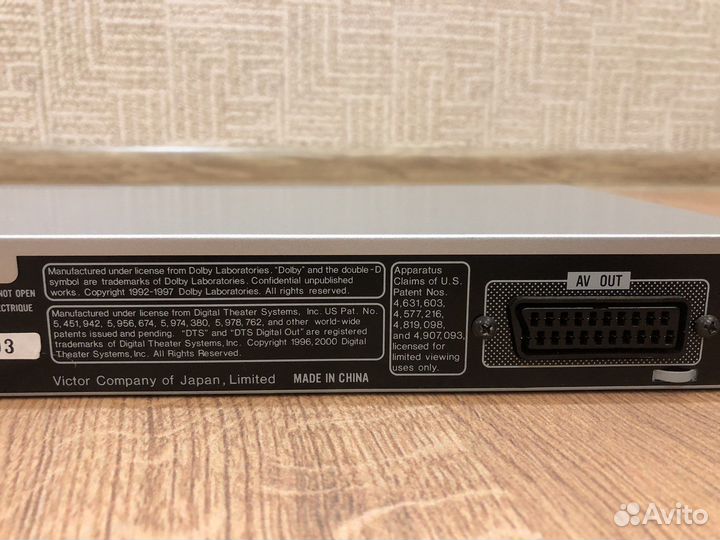 Manufactured under license from Dolby Laboratories. "Dolby" and the double-D
symbol are trademarks of Dolby Laboratories. Confidential unpublished
works. Copyright 1992-1997 Dolby Laboratories. All rights reserved.
Manufactured under license from Digital Theater Systems, Inc. US Pat. No.
5,451,942, 5,956,674, 5,974,380, 5,978,762, and other world-wide
patents issued and pending. "DTS" and "DTS Digital Out" are registered
trademarks of Digital Theater Systems, Inc. Copyright 1996, 2000 Digital
Theater Systems, Inc. All Rights Reserved.
Apparatus
Claims of U.S.
Patent Nos.
4,631,603,
4,577,216,
4,819,098,
and 4,907,093,
licensed for
limited viewing
uses only.
AV OUT
NOT OPEN
93
Victor Company of Japan, Limited
MADE IN CHINA
Avito